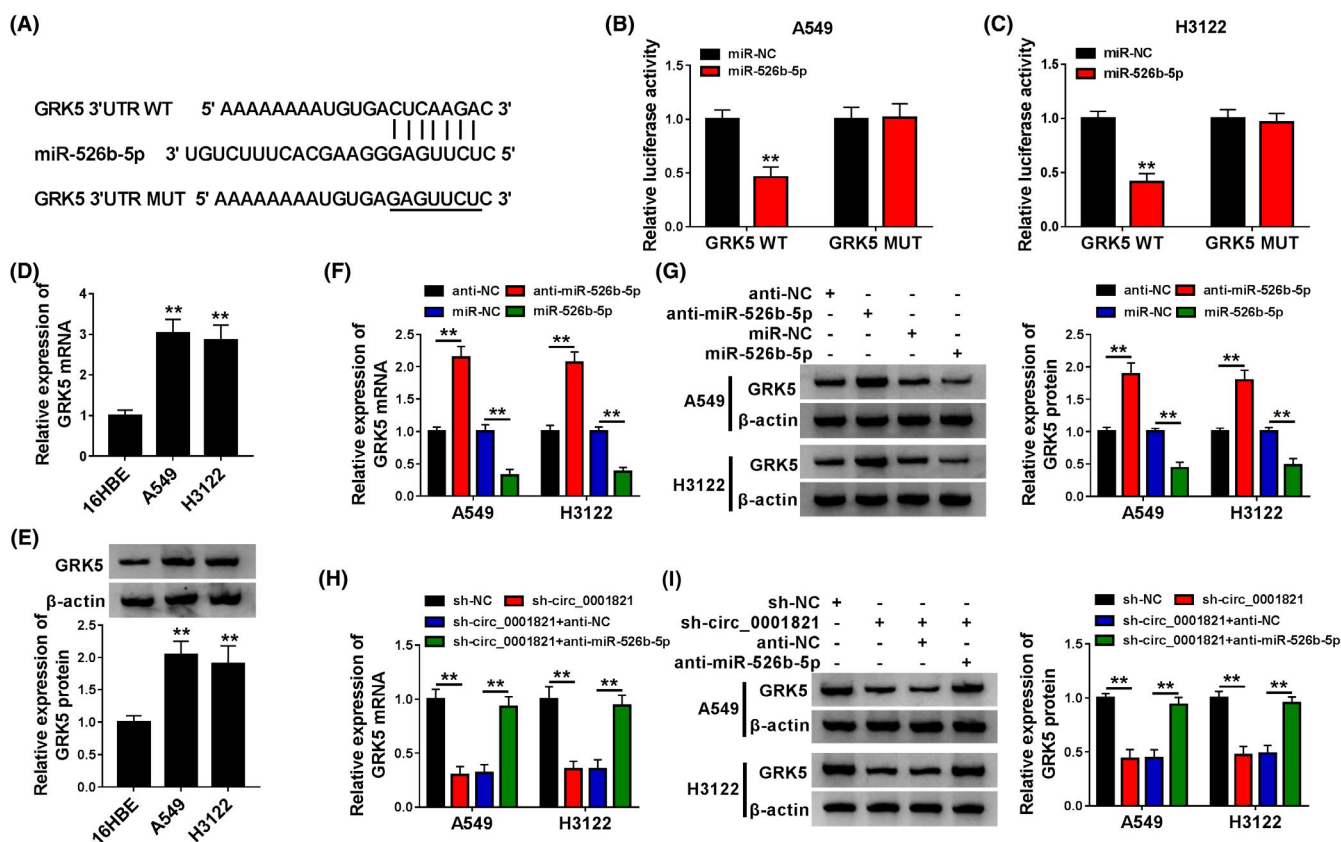 (A)
GRK5 3'UTR WT 5' AAAAAAAAUGUGACUCAAGAC 3'
miR-526b-5p 3' UGUCUUUCACGAAGGGAGUUCUC 5'
GRK5 3'UTR MUT 5' AAAAAAAAAUGUGAGAGUUCUC 3'
(B)
A549
miR-NC
miR-526b-5p
Relative luciferase activity
1.5
1.0
0.5
0.0
**
GRK5 WT GRK5 MUT
(C)
H3122
miR-NC
miR-526b-5p
Relative luciferase activity
1.5
1.0
0.5
0.0
**
GRK5 WT GRK5 MUT
(D)
Relative expression of
GRK5 mRNA
4
3
2
1
0
** **
16HBE A549 H3122
(E)
GRK5
β-actin
Relative expression of
GRK5 protein
2.5
2.0
1.5
1.0
0.5
0.0
** **
16HBE A549 H3122
(F)
anti-NC anti-miR-526b-5p
miR-NC miR-526b-5p
Relative expression of
GRK5 mRNA
2.5
2.0
1.5
1.0
0.5
0.0
** ** ** **
A549 H3122
(G)
anti-NC + - - -
anti-miR-526b-5p - + - -
miR-NC - - + -
miR-526b-5p - - - +
A549
GRK5
β-actin
H3122
GRK5
β-actin
anti-NC anti-miR-526b-5p
miR-NC miR-526b-5p
Relative expression of
GRK5 protein
2.5
2.0
1.5
1.0
0.5
0.0
** ** ** **
A549 H3122
(H)
sh-NC sh-circ_0001821
sh-circ_0001821+anti-NC
sh-circ_0001821+anti-miR-526b-5p
Relative expression of
GRK5 mRNA
1.5
1.0
0.5
0.0
** ** ** **
A549 H3122
(I)
sh-NC + - - -
sh-circ_0001821 - + + +
anti-NC - - + -
anti-miR-526b-5p - - - +
A549
GRK5
β-actin
H3122
GRK5
β-actin
sh-NC sh-circ_0001821
sh-circ_0001821+anti-NC
sh-circ_0001821+anti-miR-526b-5p
Relative expression of
GRK5 protein
1.5
1.0
0.5
0.0
** ** ** **
A549 H3122